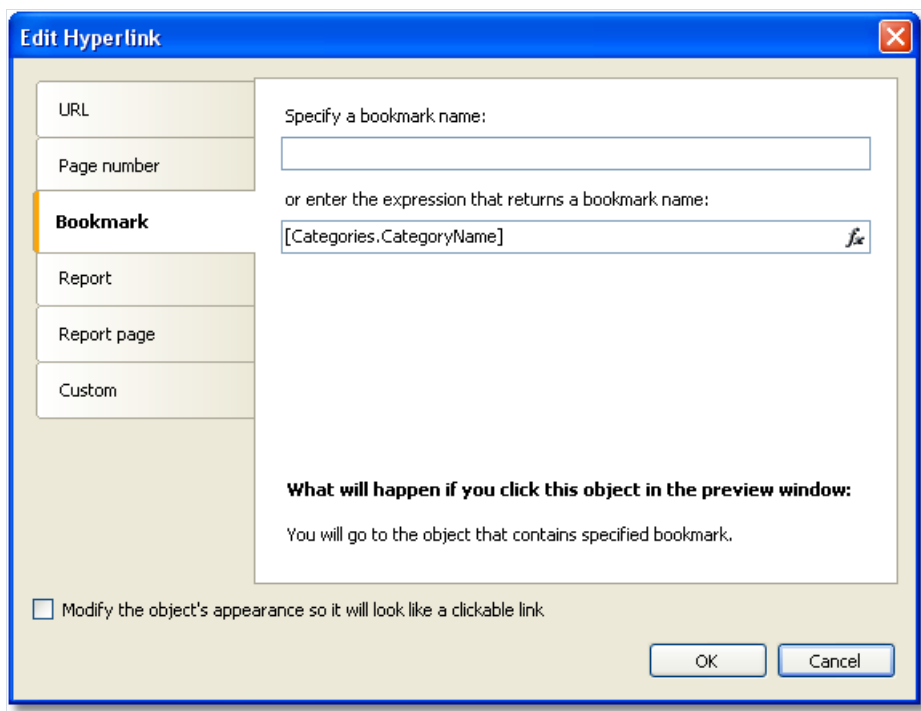 Edit Hyperlink
URL
Page number
Bookmark
Report
Report page
Custom
Specify a bookmark name:
or enter the expression that returns a bookmark name:
[Categories.CategoryName]
fx
What will happen if you click this object in the preview window:
You will go to the object that contains specified bookmark.
Modify the object's appearance so it will look like a clickable link
OK
Cancel